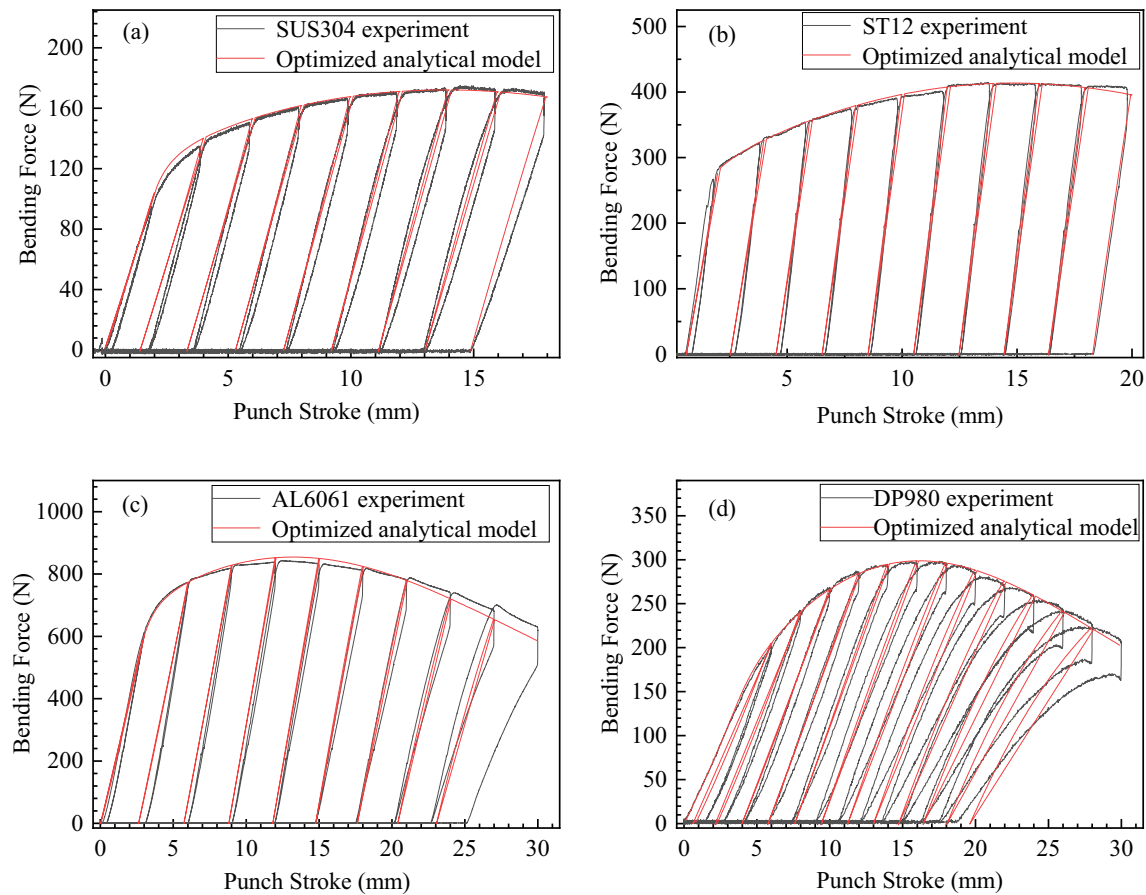 (a)
SUS304 experiment
Optimized analytical model
220
200
160
120
80
40
0
Bending Force (N)
0 5 10 15
Punch Stroke (mm)
(b)
ST12 experiment
Optimized analytical model
500
400
300
200
100
0
Bending Force (N)
5 10 15 20
Punch Stroke (mm)
(c)
AL6061 experiment
Optimized analytical model
1000
800
600
400
200
0
Bending Force (N)
0 5 10 15 20 25 30
Punch Stroke (mm)
(d)
DP980 experiment
Optimized analytical model
350
300
250
200
150
100
50
0
Bending Force (N)
0 5 10 15 20 25 30
Punch Stroke (mm)